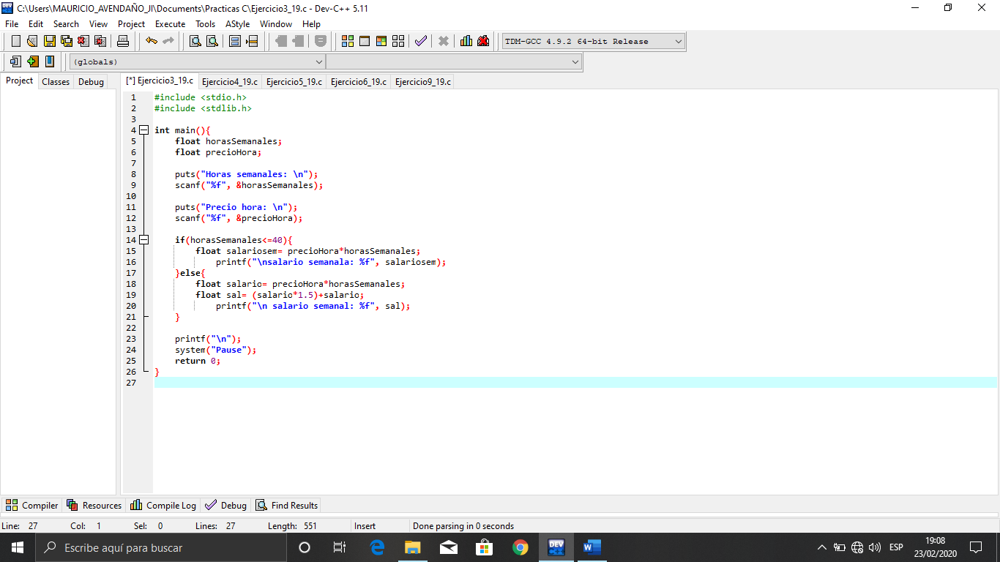 C:\Users\MAURICIO_AVENDAÑO_JI\Documents\Practicas C\Ejercicio3_19.c - Dev-C++ 5.11
File Edit Search View Project Execute Tools AStyle Window Help
TDM-GCC 4.9.2 64-bit Release
(globals)
Project Classes Debug [*] Ejercicio3_19.c Ejercicio4_19.c Ejercicio5_19.c Ejercicio6_19.c Ejercicio9_19.c
1 #include <stdio.h>
2 #include <stdlib.h>
3
4 int main(){
5 float horasSemanales;
6 float precioHora;
7
8 puts("Horas semanales: \n");
9 scanf("%f", &horasSemanales);
10
11 puts("Precio hora: \n");
12 scanf("%f", &precioHora);
13
14 if(horasSemanales<=40){
15 float salariosem= precioHora*horasSemanales;
16 printf("\nsalario semanala: %f", salariosem);
17 }else{
18 float salario= precioHora*horasSemanales;
19 float sal= (salario*1.5)+salario;
20 printf("\n salario semanal: %f", sal);
21 }
22
23 printf("\n");
24 system("Pause");
25 return 0;
26 }
27
Compiler Resources Compile Log Debug Find Results
Line: 27 Col: 1 Sel: 0 Lines: 27 Length: 551 Insert Done parsing in 0 seconds
Escribe aquí para buscar
DEV
ESP
19:08
23/02/2020